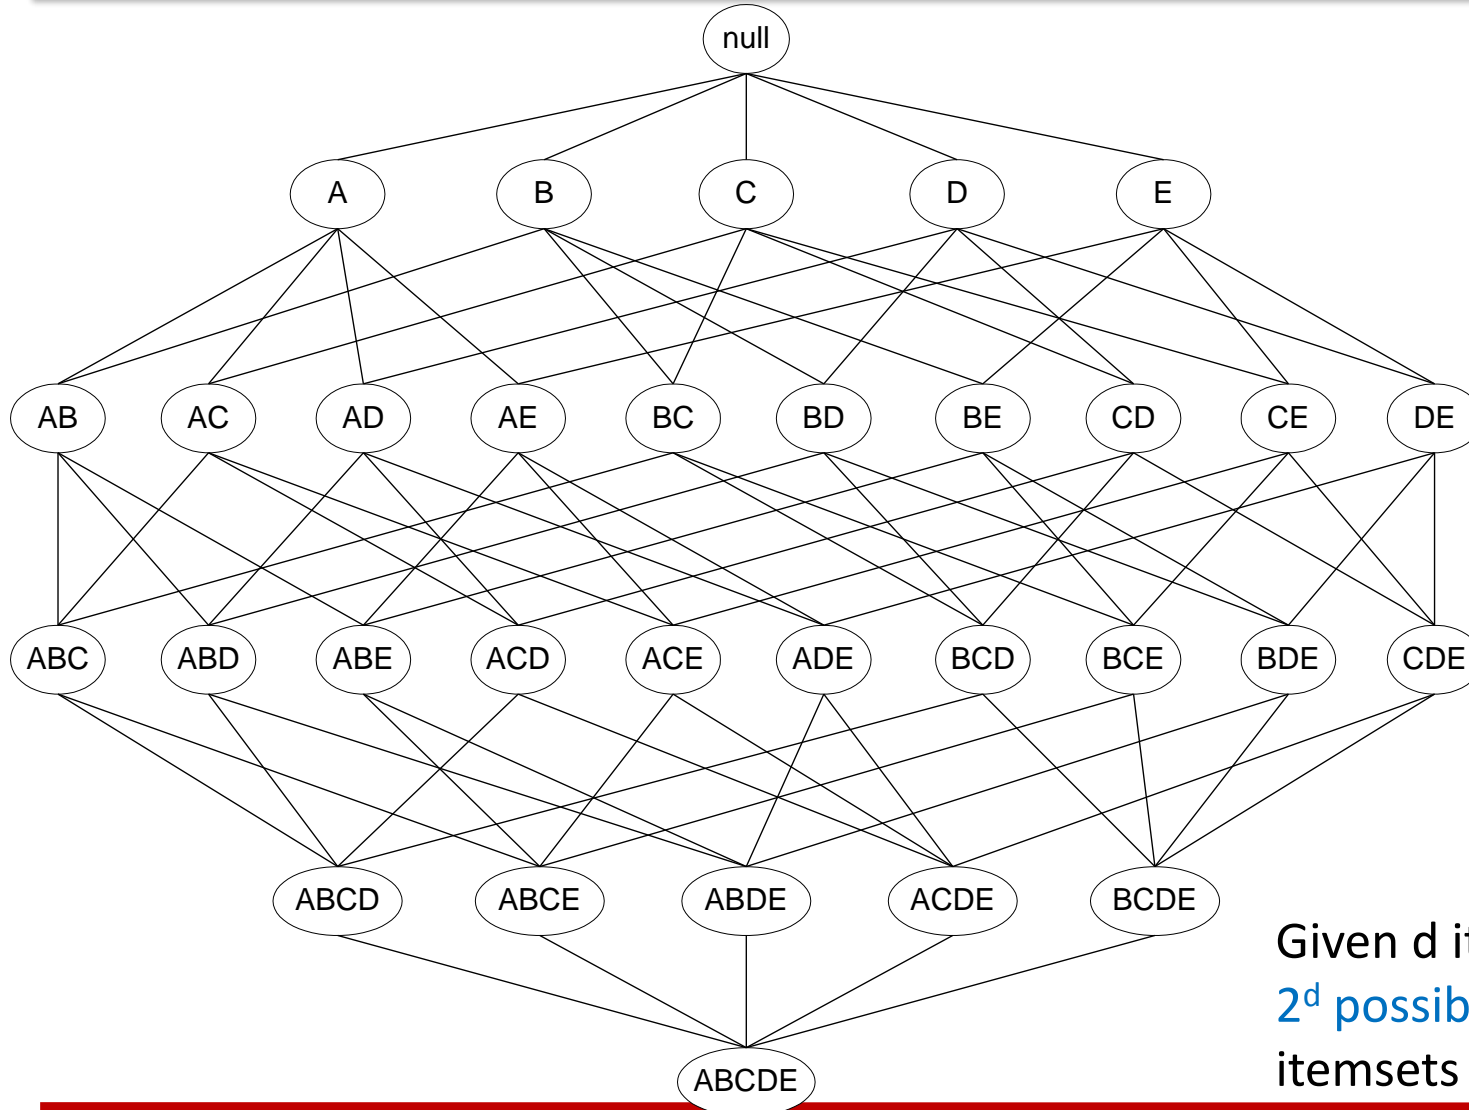 null
A B C D E
AB AC AD AE BC BD BE CD CE DE
ABC ABD ABE ACD ACE ADE BCD BCE BDE CDE
ABCD ABCE ABDE ACDE BCDE
Given d
2ᵈ
itemsets
ABCDE